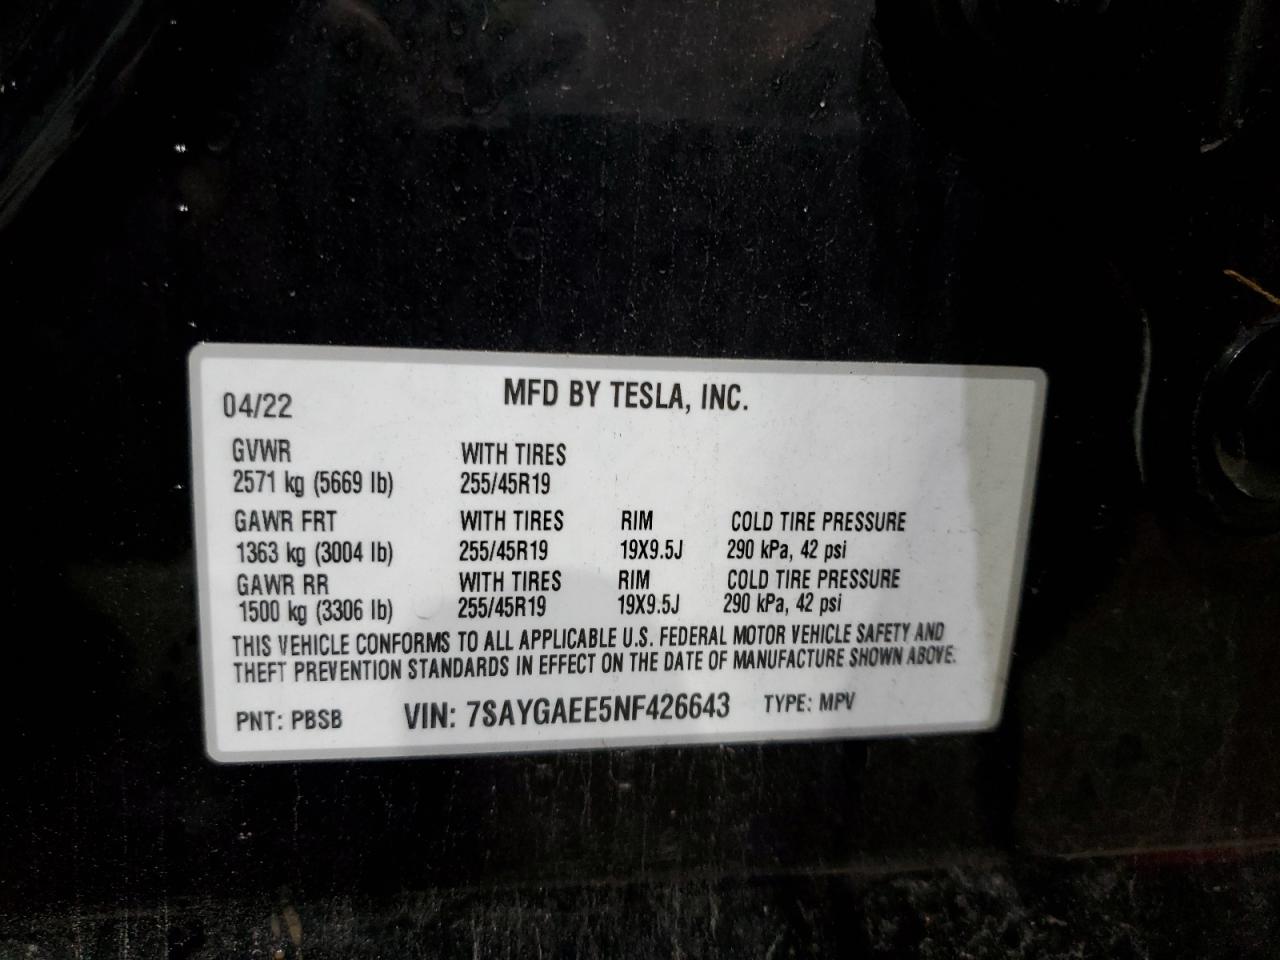 MFD BY TESLA, INC.
04/22
GVWR WITH TIRES
2571 kg (5669 lb) 255/45R19
GAWR FRT WITH TIRES RIM COLD TIRE PRESSURE
1363 kg (3004 lb) 255/45R19 19X9.5J 290 kPa, 42 psi
GAWR RR WITH TIRES RIM COLD TIRE PRESSURE
1500 kg (3306 lb) 255/45R19 19X9.5J 290 kPa, 42 psi
THIS VEHICLE CONFORMS TO ALL APPLICABLE U.S. FEDERAL MOTOR VEHICLE SAFETY AND
THEFT PREVENTION STANDARDS IN EFFECT ON THE DATE OF MANUFACTURE SHOWN ABOVE.
PNT: PBSB VIN: 7SAYGAEE5NF426643 TYPE: MPV